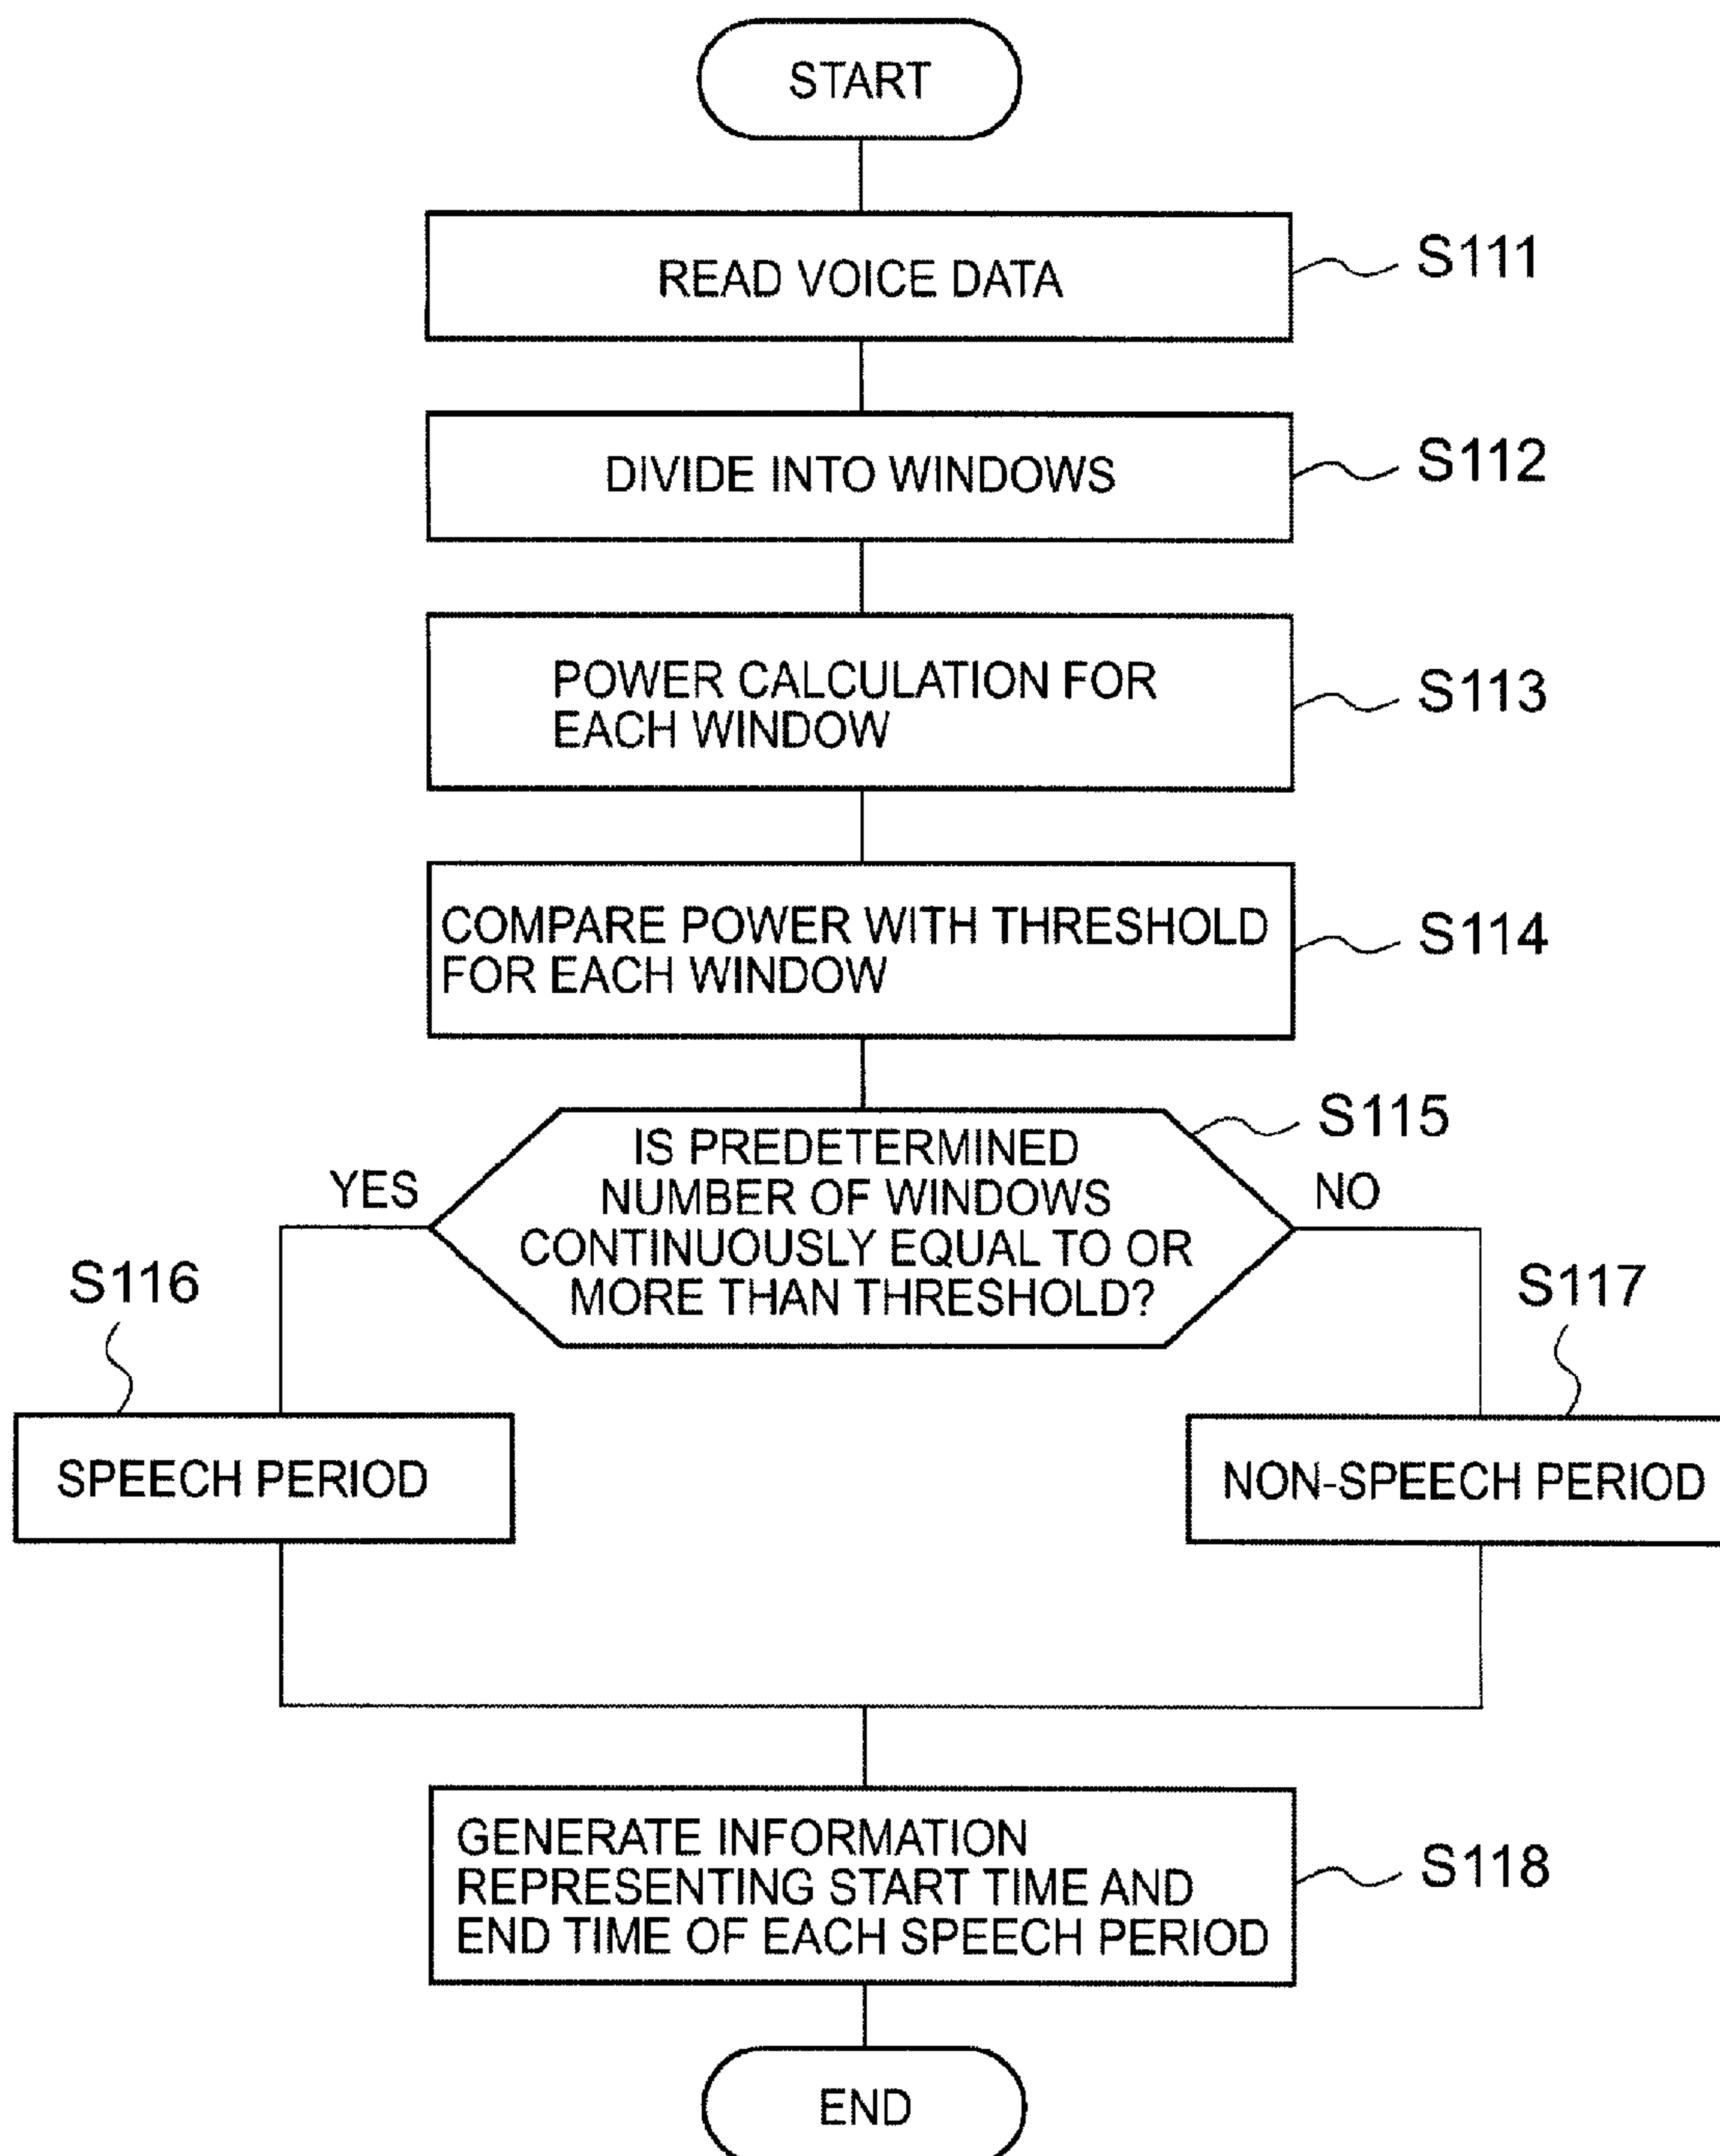 START
READ VOICE DATA
S111
DIVIDE INTO WINDOWS
S112
POWER CALCULATION FOR
EACH WINDOW
S113
COMPARE POWER WITH THRESHOLD
FOR EACH WINDOW
S114
IS PREDETERMINED
NUMBER OF WINDOWS
CONTINUOUSLY EQUAL TO OR
MORE THAN THRESHOLD?
S115
YES
NO
S116
SPEECH PERIOD
S117
NON-SPEECH PERIOD
GENERATE INFORMATION
REPRESENTING START TIME AND
END TIME OF EACH SPEECH PERIOD
S118
END